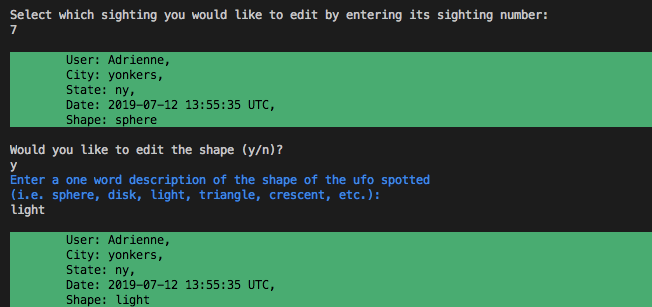 Select which sighting you would like to edit by entering its sighting number:
7
User: Adrienne,
City: yonkers,
State: ny,
Date: 2019-07-12 13:55:35 UTC,
Shape: sphere
Would you like to edit the shape (y/n)?
y
Enter a one word description of the shape of the ufo spotted
(i.e. sphere, disk, light, triangle, crescent, etc.):
light
User: Adrienne,
City: yonkers,
State: ny,
Date: 2019-07-12 13:55:35 UTC,
Shape: light